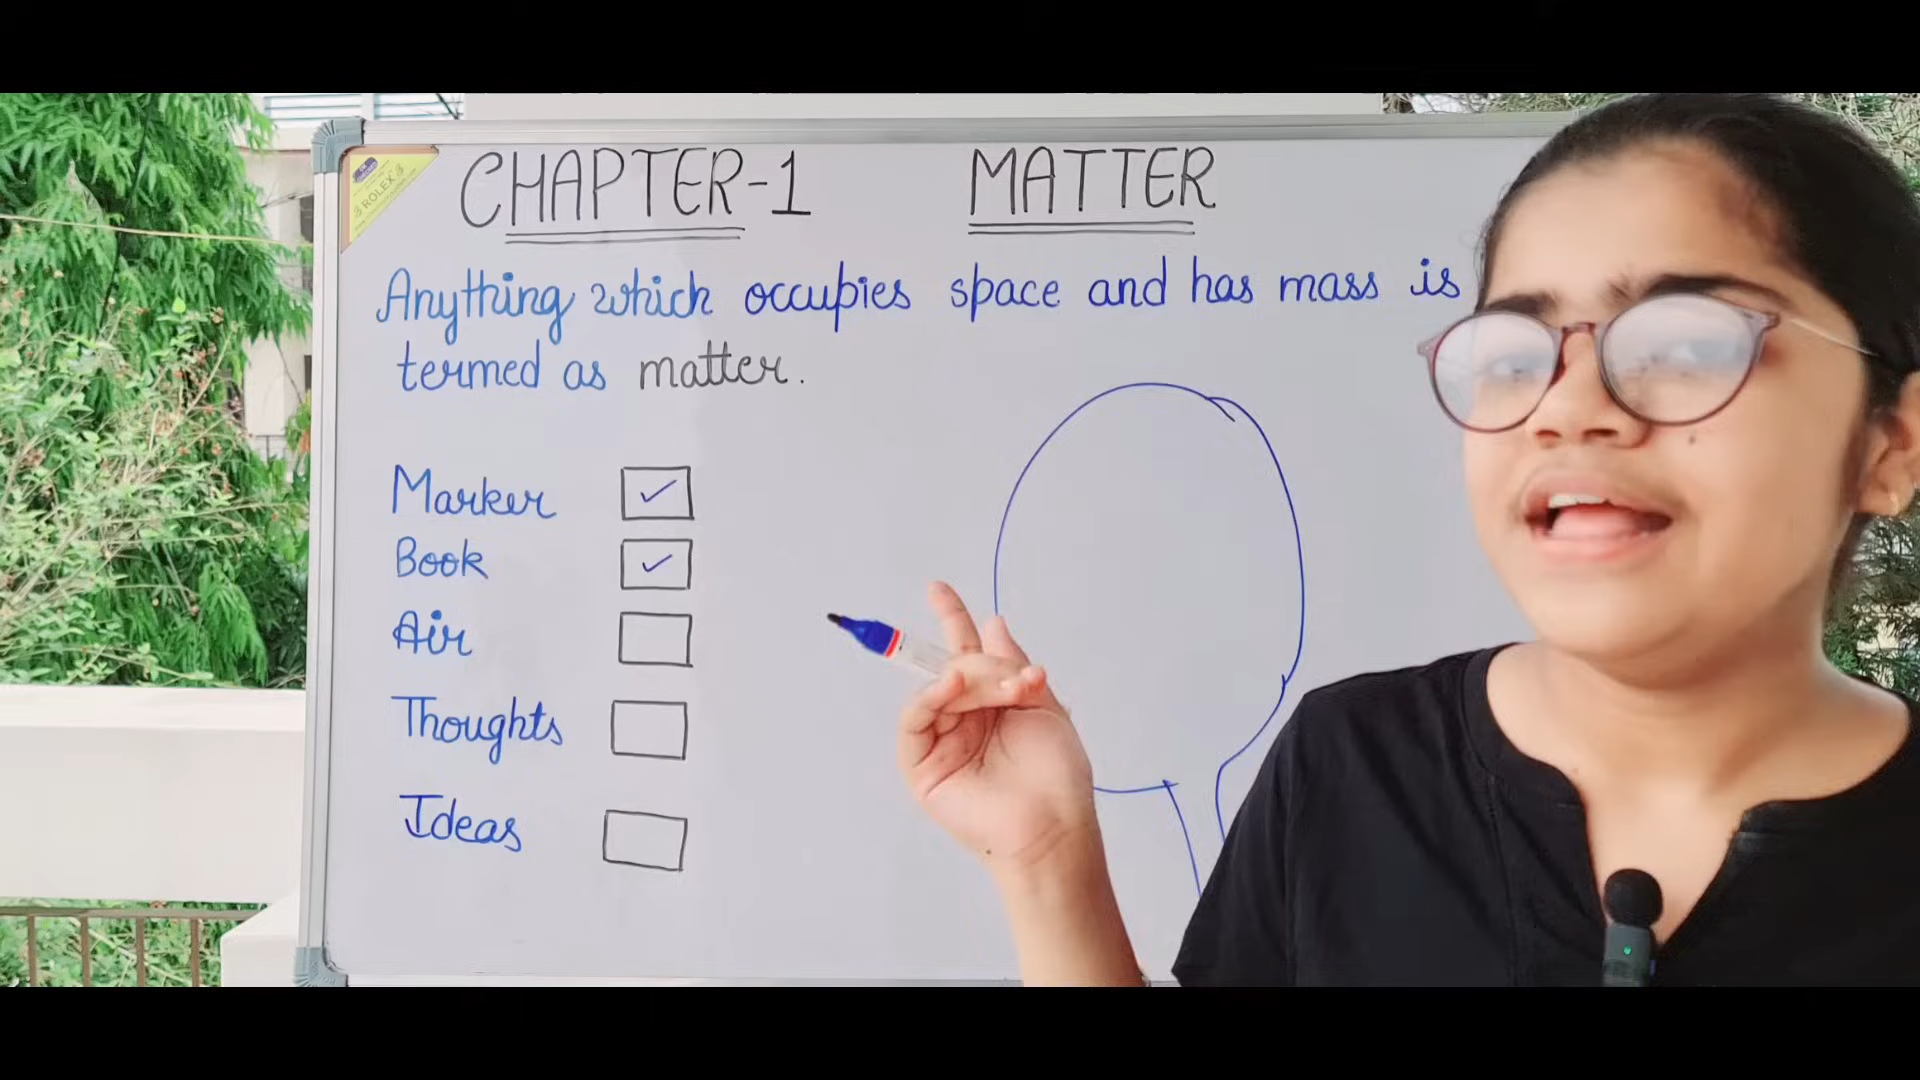 ROLEX
CHAPTER-1 MATTER
Anything which occupies space and has mass is
termed as matter.
Marker
Book
Air
Thoughts
Ideas